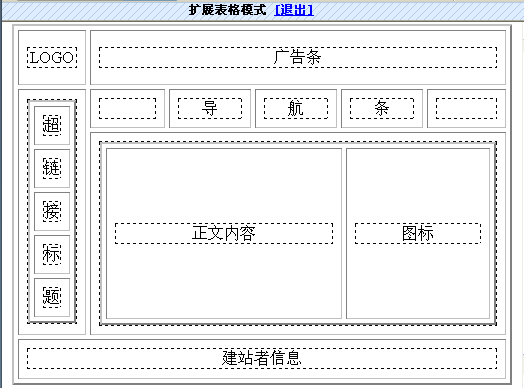 扩展表格模式 [退出]
LOGO 广告条
导 航 条
超
链
接
标
题
正文内容 图标
建站者信息